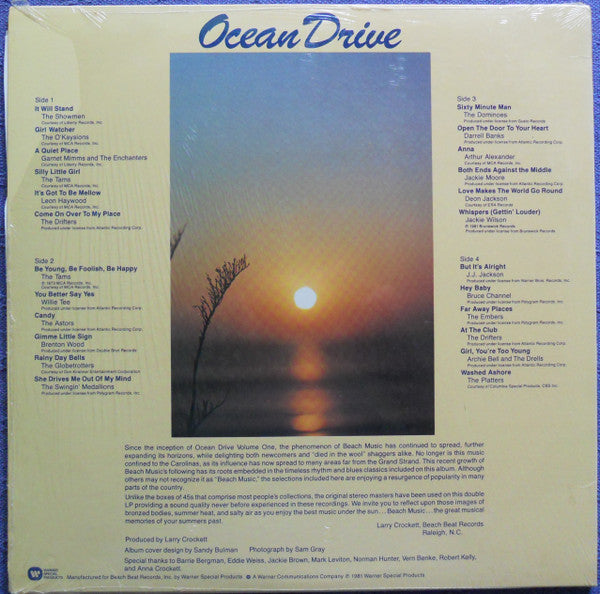 Ocean Drive
Side 1
It Will Stand
The Showmen
Courtesy of Liberty Records, Inc.
Girl Watcher
The O'Kaysions
Courtesy of MCA Records, Inc.
A Quiet Place
Garnet Mimms and The Enchanters
Courtesy of Liberty Records, Inc.
Silly Little Girl
The Tams
Courtesy of MCA Records, Inc.
It's Got To Be Mellow
Leon Haywood
Courtesy of MCA Records, Inc.
Come On Over To My Place
The Drifters
Produced under license from Atlantic Recording Corp.
Side 2
Be Young, Be Foolish, Be Happy
The Tams
℗ 1973 MCA Records, Inc.
Courtesy of MCA Records, Inc.
You Better Say Yes
Willie Tee
Produced under license from Atlantic Recording Corp.
Candy
The Astors
Produced under license from Atlantic Recording Corp.
Gimme Little Sign
Brenton Wood
Produced under license from Double Shot Records
Rainy Day Bells
The Globetrotters
Courtesy of Don Kirshner Entertainment Corporation
She Drives Me Out Of My Mind
The Swingin' Medallions
Produced under license from Polygram Records, Inc.
Side 3
Sixty Minute Man
The Dominoes
Produced under license from Gusto Records
Open The Door To Your Heart
Darrell Banks
Produced under license from Atlantic Recording Corp.
Anna
Arthur Alexander
Both Ends Against the Middle
Jackie Moore
Produced under license from Atlantic Recording Corp.
Love Makes The World Go Round
Deon Jackson
Courtesy of ERA Records
Whispers (Gettin' Louder)
Jackie Wilson
℗ 1981 Brunswick Records
Produced under license from Brunswick Records
Side 4
But It's Alright
J.J. Jackson
Produced under license from Warner Bros. Records, Inc.
Hey Baby
Bruce Channel
Produced under license from Polygram Records, Inc.
Far Away Places
The Embers
Produced under license from Polygram Records, Inc.
At The Club
The Drifters
Produced under license from Atlantic Recording Corp.
Girl, You're Too Young
Archie Bell and The Drells
Produced under license from Atlantic Recording Corp.
Washed Ashore
The Platters
Courtesy of Columbia Special Products, CBS Inc.
Since the inception of Ocean Drive Volume One, the phenomenon of Beach Music has continued to spread, further
expanding its horizons, while delighting both newcomers and "died in the wool" shaggers alike. No longer is this music
confined to the Carolinas, as its influence has now spread to many areas far from the Grand Strand. This recent growth
of Beach Music's following has its roots embedded in the timeless rhythm and blues classics included on this album. Although
others may not recognize it as "Beach Music," the selections included here are enjoying a resurgence of popularity in many
parts of the country.
Unlike the boxes of 45s that comprise most people's collections, the original stereo masters have been used on this double
LP providing a sound quality never before experienced in these recordings. We invite you to reflect upon those images of
bronzed bodies, summer heat, and salty air as you enjoy the best music under the sun... Beach Music... the great musical
memories of your summers past.
Larry Crockett, Beach Beat Records
Raleigh, N.C.
Produced by Larry Crockett
Album cover design by Sandy Bulman Photograph by Sam Gray
Special thanks to Barrie Bergman, Eddie Weiss, Jackie Brown, Mark Leviton, Norman Hunter, Vern Benke, Robert Kelly,
and Anna Crockett.
WARNER SPECIAL PRODUCTS Manufactured for Beach Beat Records, Inc. by Warner Special Products A Warner Communications Company ℗ 1981 Warner Special Products